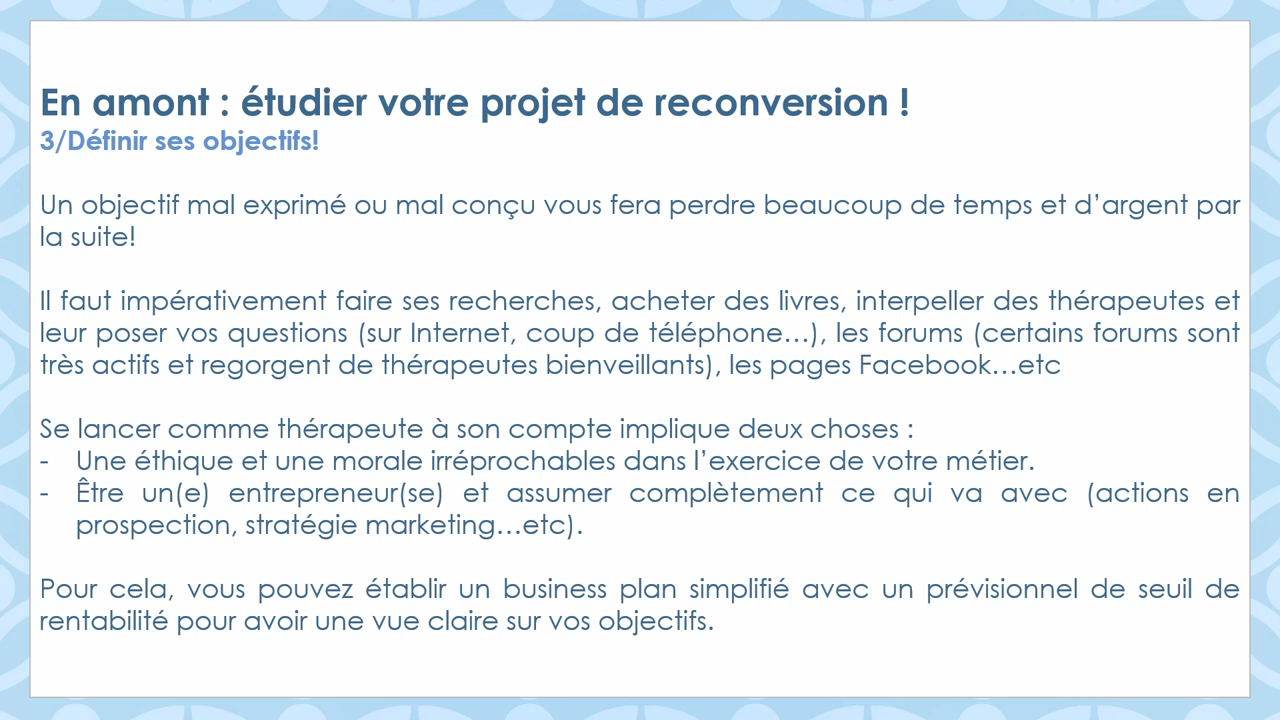 En amont : étudier votre projet de reconversion !
3/Définir ses objectifs!
Un objectif mal exprimé ou mal conçu vous fera perdre beaucoup de temps et d’argent par
la suite!
Il faut impérativement faire ses recherches, acheter des livres, interpeller des thérapeutes et
leur poser vos questions (sur Internet, coup de téléphone…), les forums (certains forums sont
très actifs et regorgent de thérapeutes bienveillants), les pages Facebook…etc
Se lancer comme thérapeute à son compte implique deux choses :
- Une éthique et une morale irréprochables dans l’exercice de votre métier.
- Être un(e) entrepreneur(se) et assumer complètement ce qui va avec (actions en
prospection, stratégie marketing…etc).
Pour cela, vous pouvez établir un business plan simplifié avec un prévisionnel de seuil de
rentabilité pour avoir une vue claire sur vos objectifs.